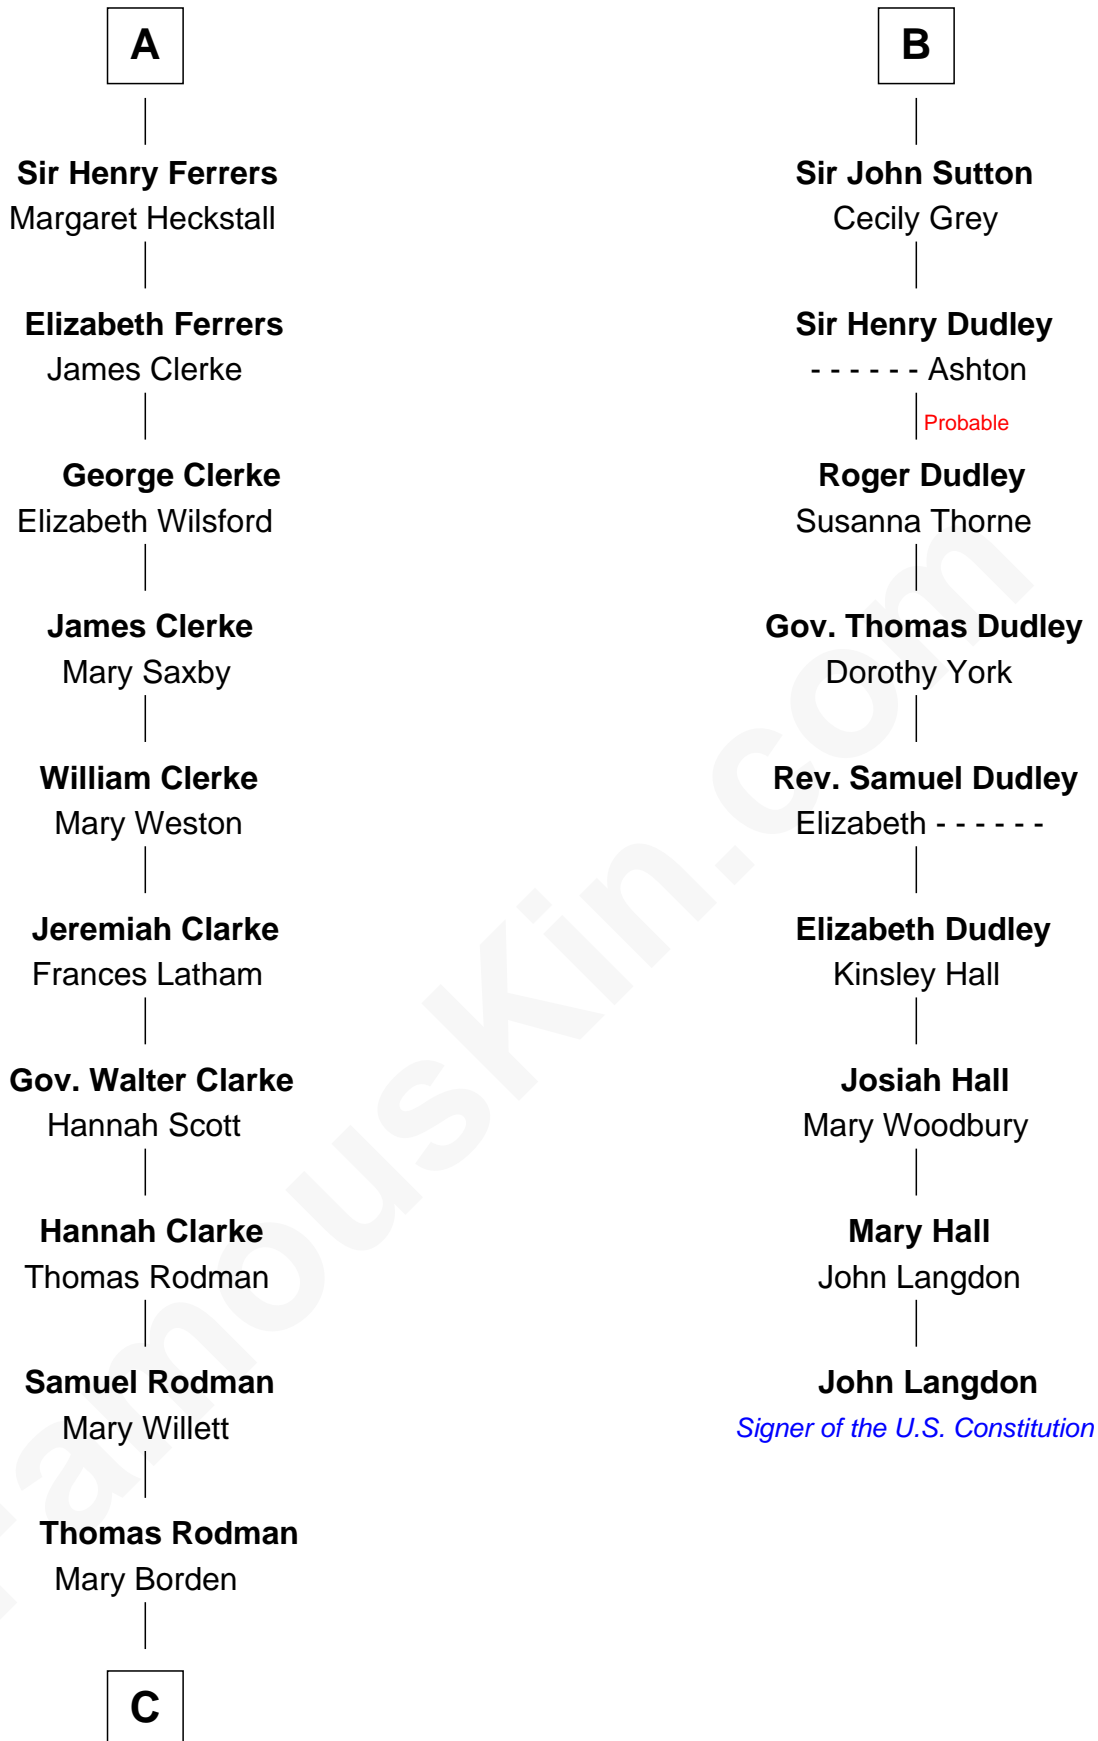 A
Sir Henry Ferrers
Margaret Heckstall
Elizabeth Ferrers
James Clerke
George Clerke
Elizabeth Wilsford
James Clerke
Mary Saxby
William Clerke
Mary Weston
Jeremiah Clarke
Frances Latham
Gov. Walter Clarke
Hannah Scott
Hannah Clarke
Thomas Rodman
Samuel Rodman
Mary Willett
Thomas Rodman
Mary Borden
C
B
Sir John Sutton
Cecily Grey
Sir Henry Dudley
- - - - - - Ashton
Probable
Roger Dudley
Susanna Thorne
Gov. Thomas Dudley
Dorothy York
Rev. Samuel Dudley
Elizabeth - - - - - -
Elizabeth Dudley
Kinsley Hall
Josiah Hall
Mary Woodbury
Mary Hall
John Langdon
John Langdon
Signer of the U.S. Constitution
FamousKin.com